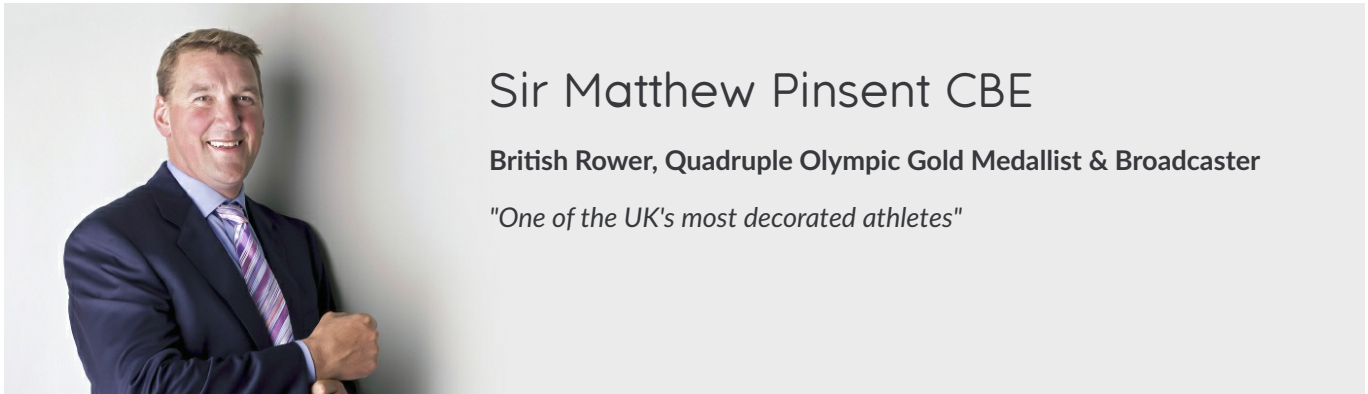 Sir Matthew Pinsent CBE
British Rower, Quadruple Olympic Gold Medallist & Broadcaster
"One of the UK's most decorated athletes"